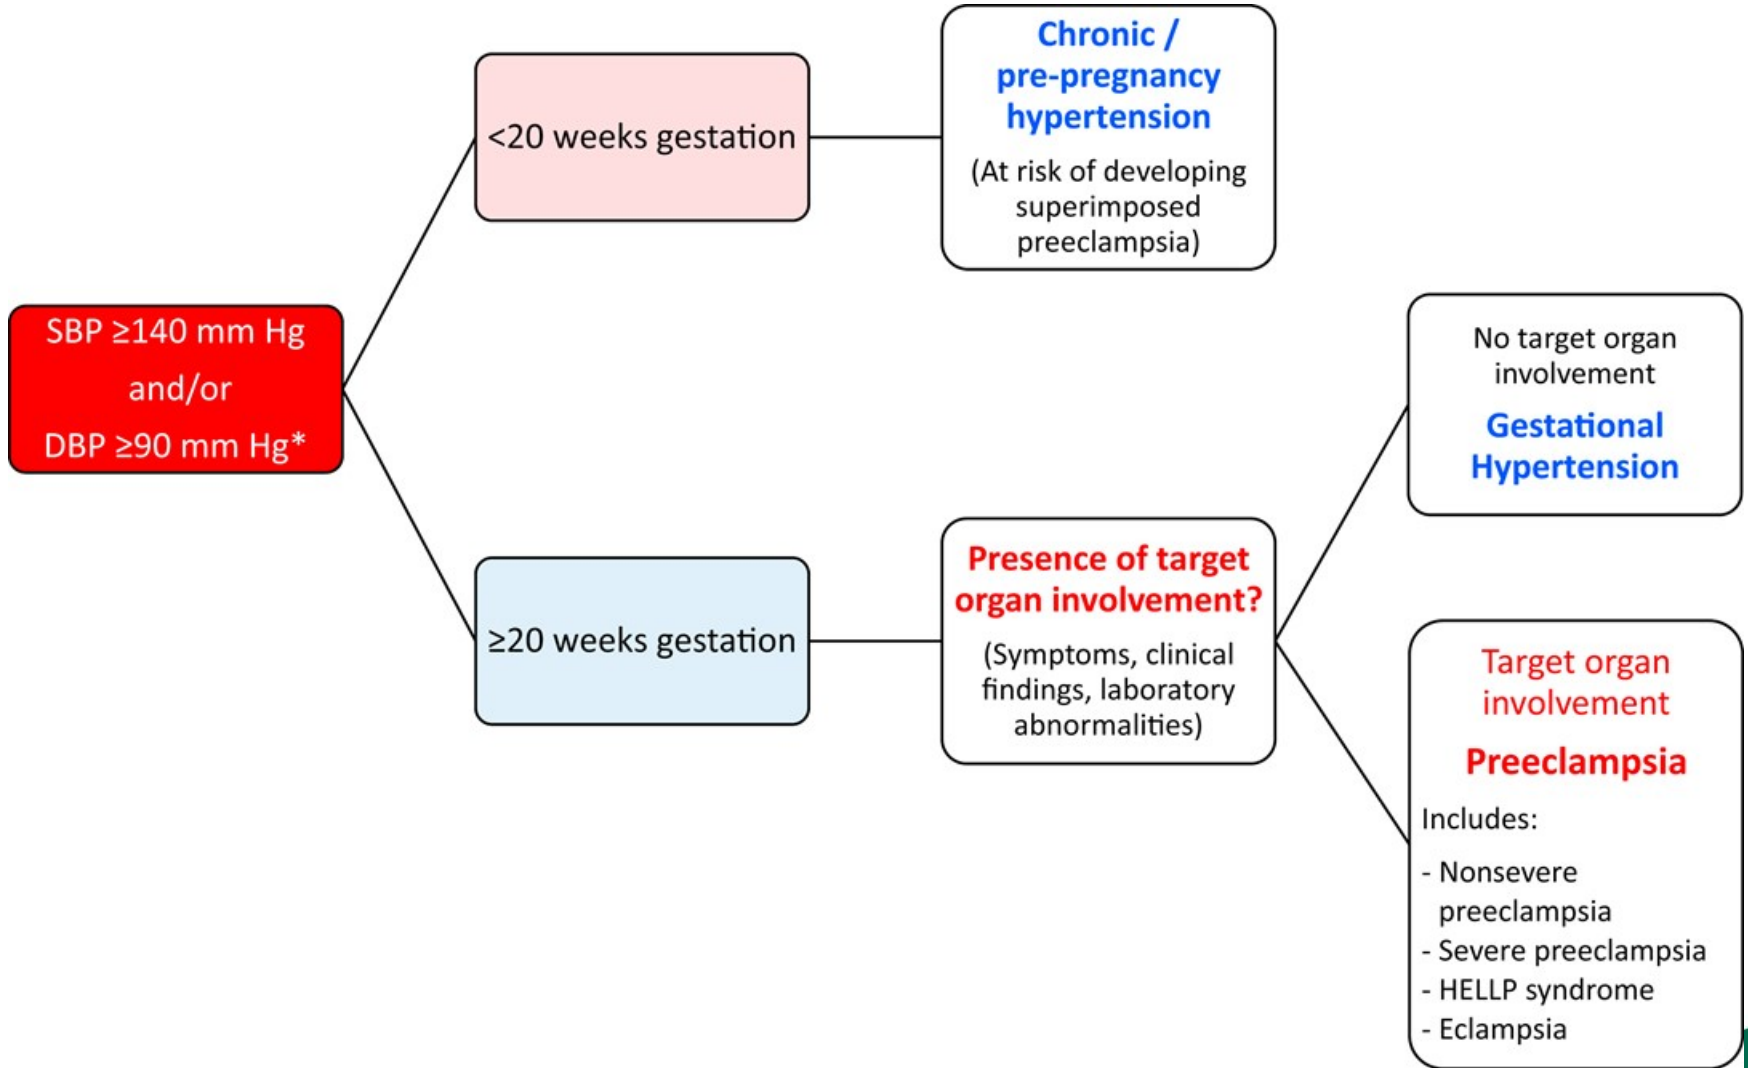 Chronic /
pre-pregnancy
hypertension
(At risk of developing
superimposed
preeclampsia)
<20 weeks gestation
SBP ≥140 mm Hg
and/or
DBP ≥90 mm Hg*
No target organ
involvement
Gestational
Hypertension
≥20 weeks gestation
Presence of target
organ involvement?
(Symptoms, clinical
findings, laboratory
abnormalities)
Target organ
involvement
Preeclampsia
Includes:
- Nonsevere
preeclampsia
- Severe preeclampsia
- HELLP syndrome
- Eclampsia